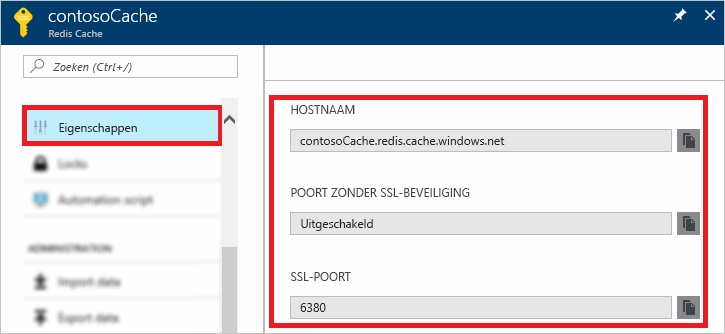 contosoCache
Redis Cache
Zoeken (Ctrl+/)
Eigenschappen
Locks
Automation script
ADMINISTRATION
Import data
Export data
HOSTNAAM
contosoCache.redis.cache.windows.net
POORT ZONDER SSL-BEVEILIGING
Uitgeschakeld
SSL-POORT
6380